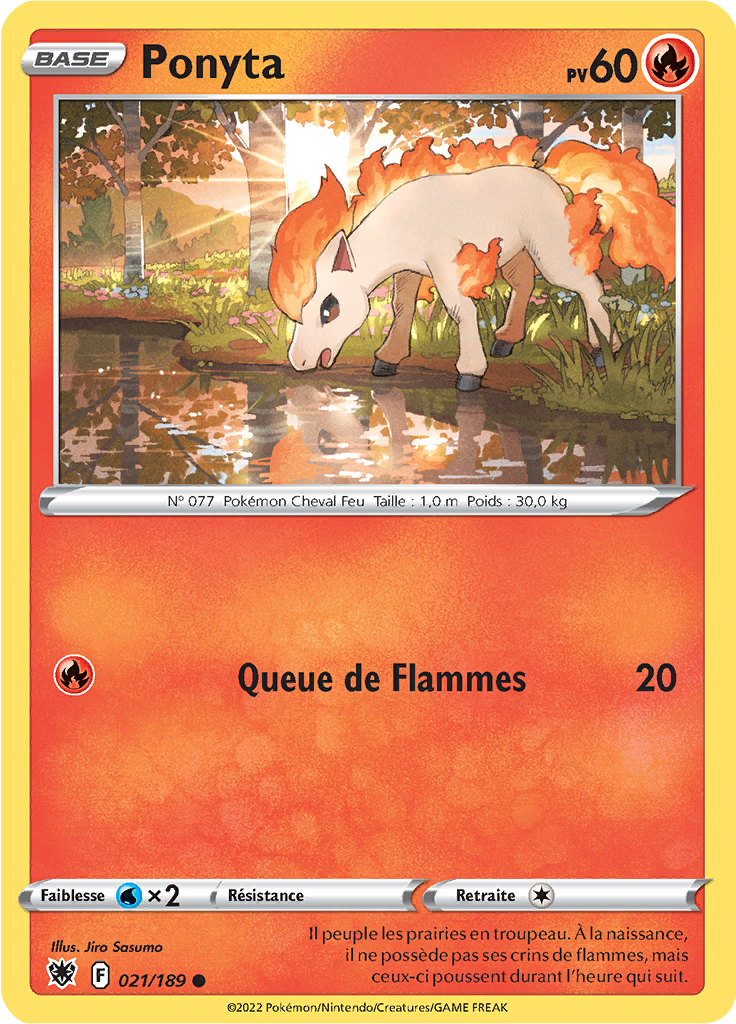 BASE Ponyta PV60
N° 077 Pokémon Cheval Feu Taille : 1,0 m Poids : 30,0 kg
Queue de Flammes 20
Faiblesse ×2 Résistance Retraite
Illus. Jiro Sasumo
Il peuple les prairies en troupeau. À la naissance,
il ne possède pas ses crins de flammes, mais
ceux-ci poussent durant l'heure qui suit.
F 021/189
©2022 Pokémon/Nintendo/Creatures/GAME FREAK